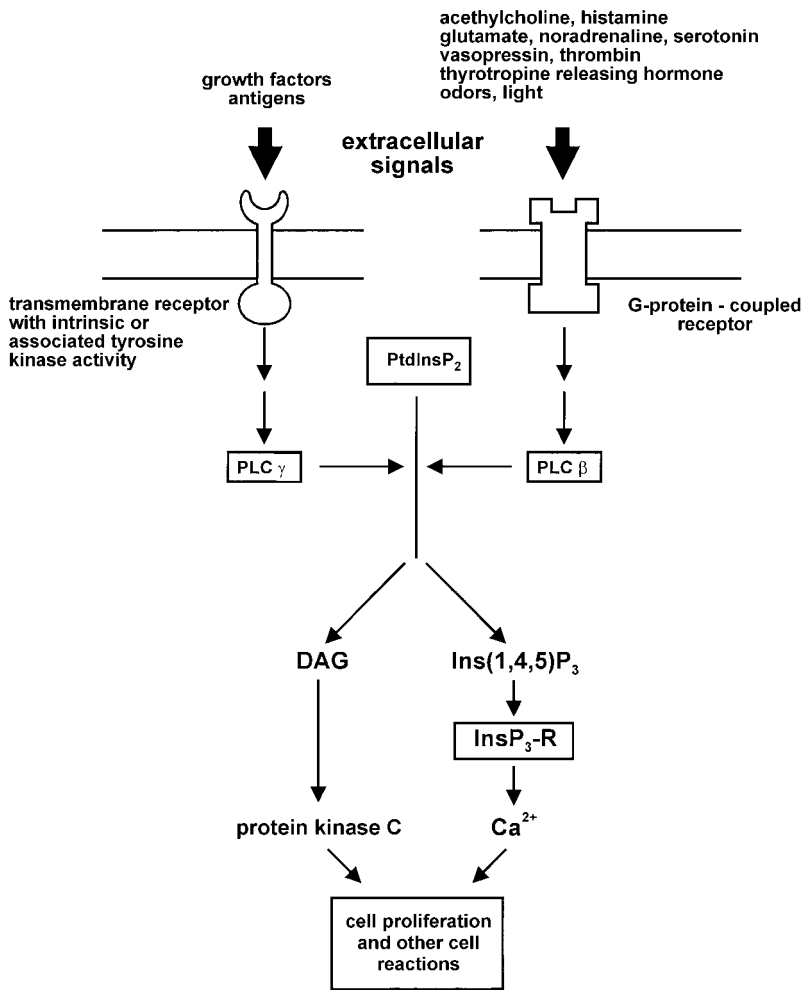 acethylcholine, histamine
glutamate, noradrenaline, serotonin
vasopressin, thrombin
thyrotropine releasing hormone
odors, light
growth factors
antigens
extracellular
signals
transmembrane receptor
with intrinsic or
associated tyrosine
kinase activity
G-protein - coupled
receptor
PtdInsP₂
PLC γ
PLC β
DAG
Ins(1,4,5)P₃
InsP₃-R
protein kinase C
Ca²⁺
cell proliferation
and other cell
reactions